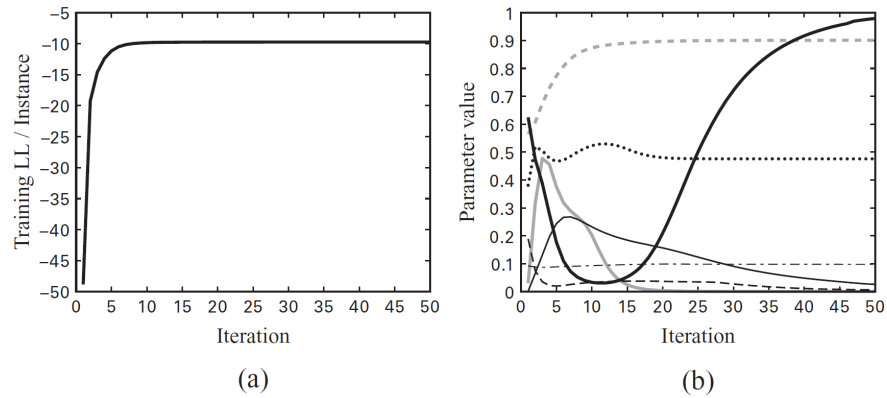 −5
−10
−15
−20
−25
−30
−35
−40
−45
−50
Training LL / Instance
0 5 10 15 20 25 30 35 40 45 50
Iteration
(a)
1
0.9
0.8
0.7
0.6
0.5
0.4
0.3
0.2
0.1
0
Parameter value
0 5 10 15 20 25 30 35 40 45 50
Iteration
(b)